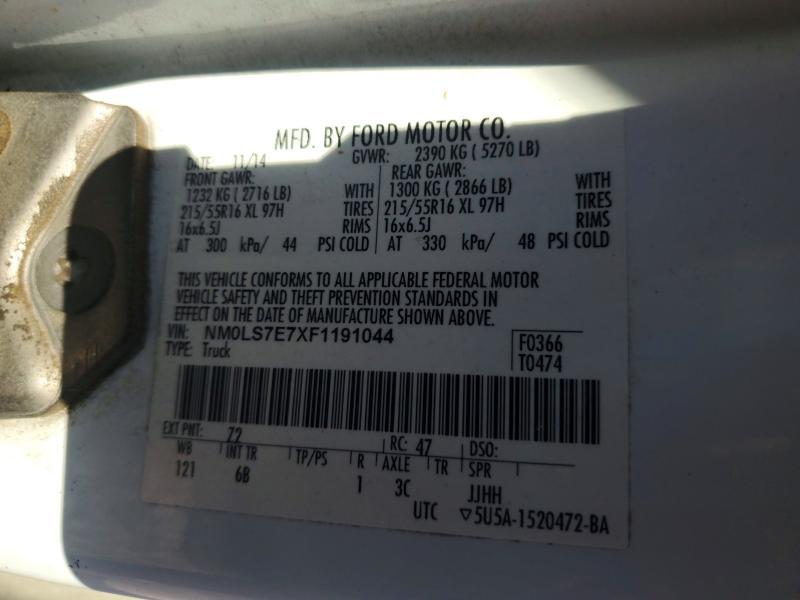 MFD. BY FORD MOTOR CO.
DATE: 11/14 GVWR: 2390 KG ( 5270 LB)
FRONT GAWR: REAR GAWR:
1232 KG ( 2716 LB) WITH 1300 KG ( 2866 LB) WITH
215/55R16 XL 97H TIRES 215/55R16 XL 97H TIRES
16x6.5J RIMS 16x6.5J RIMS
AT 300 kPa/ 44 PSI COLD AT 330 kPa/ 48 PSI COLD
THIS VEHICLE CONFORMS TO ALL APPLICABLE FEDERAL MOTOR
VEHICLE SAFETY AND THEFT PREVENTION STANDARDS IN
EFFECT ON THE DATE OF MANUFACTURE SHOWN ABOVE.
VIN: NM0LS7E7XF1191044 F0366
TYPE: Truck T0474
EXT PNT: 72 RC: 47 DSO:
WB INT TR TP/PS R AXLE TR SPR
121 6B 1 3C JJHH
UTC ▽5U5A-1520472-BA